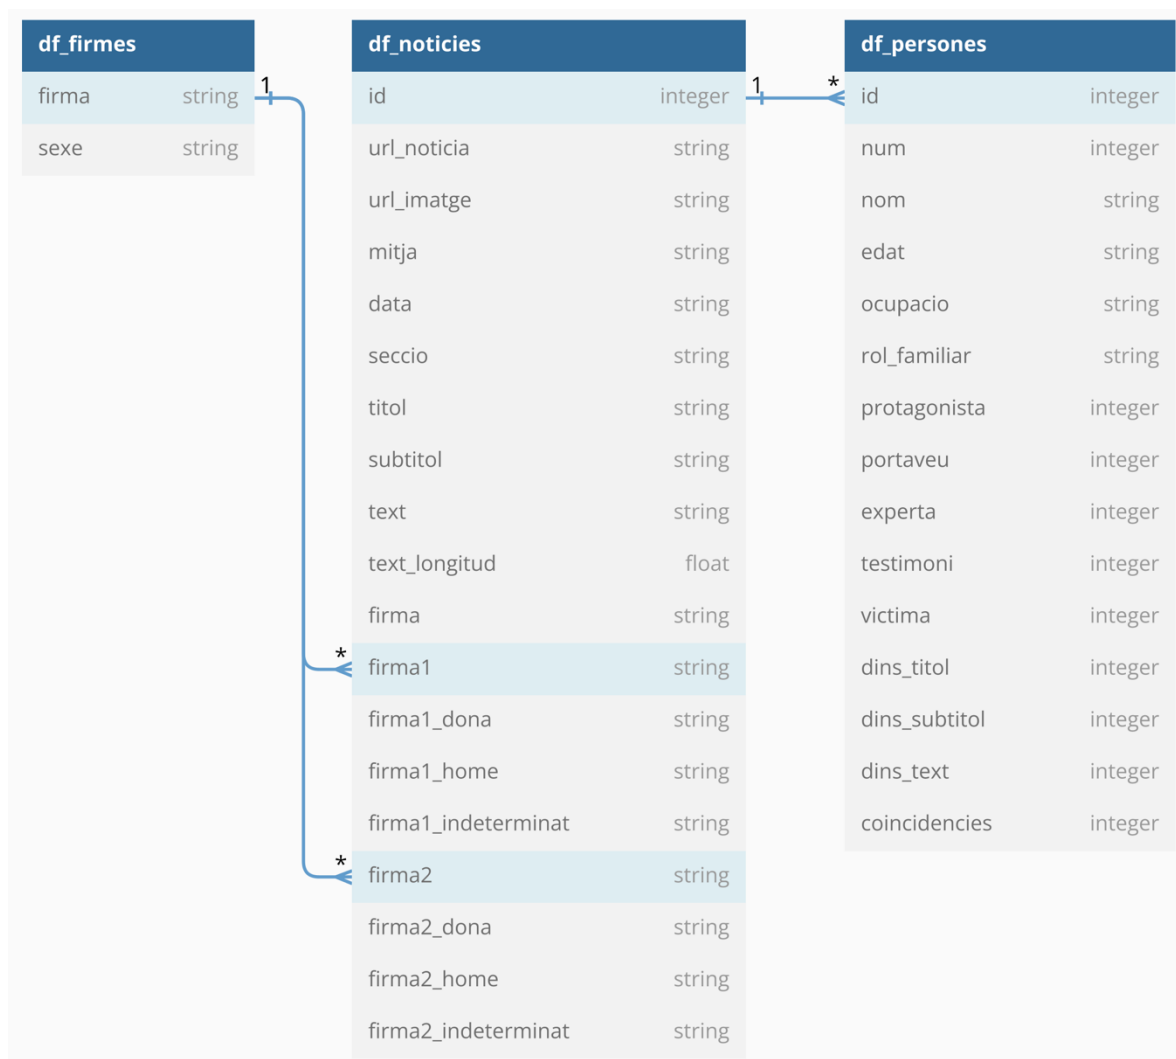 df_firmes
firma string 1
sexe string
df_noticies
id integer 1
url_noticia string
url_imatge string
mitja string
data string
seccio string
titol string
subtitol string
text string
text_longitud float
firma string
* firma1 string
firma1_dona string
firma1_home string
firma1_indeterminat string
* firma2 string
firma2_dona string
firma2_home string
firma2_indeterminat string
df_persones
* id integer
num integer
nom string
edat string
ocupacio string
rol_familiar string
protagonista integer
portaveu integer
experta integer
testimoni integer
victima integer
dins_titol integer
dins_subtitol integer
dins_text integer
coincidencies integer